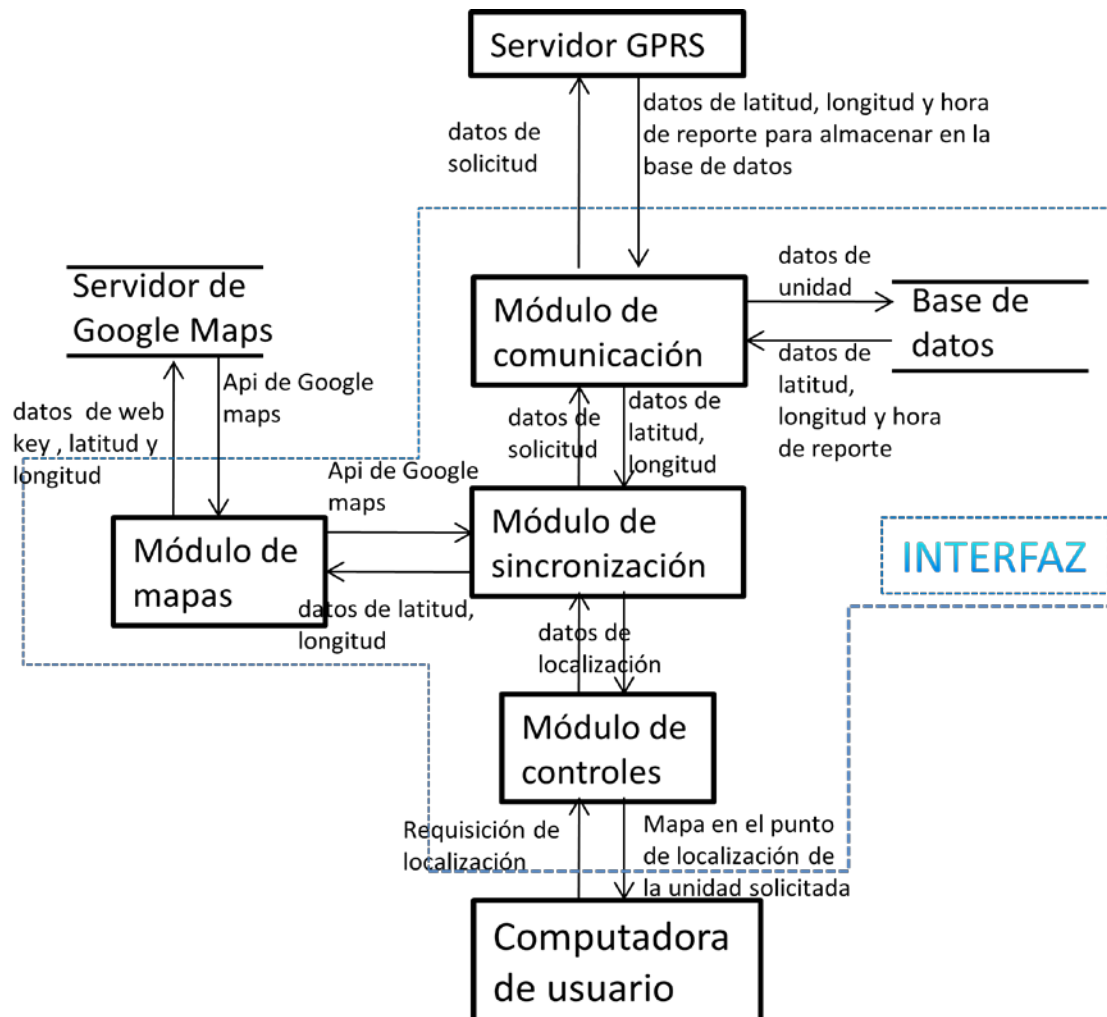 Servidor GPRS
datos de
solicitud
datos de latitud, longitud y hora
de reporte para almacenar en la
base de datos
datos de
unidad
Servidor de
Google Maps
Módulo de
comunicación
Base de
datos
Api de Google
maps
datos de web
key , latitud y
longitud
datos de
solicitud
datos de
latitud,
longitud
datos de
latitud,
longitud y hora
de reporte
Api de Google
maps
Módulo de
mapas
Módulo de
sincronización
INTERFAZ
datos de latitud,
longitud
datos de
localización
Módulo de
controles
Requisición de
localización
Mapa en el punto
de localización de
la unidad solicitada
Computadora
de usuario